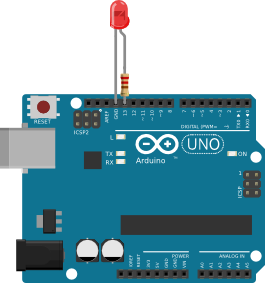 RESET
AREF
GND
13
12
~11
~10
~9
8
7
~6
~5
4
~3
2
TX→1
RX←0
ICSP2
DIGITAL (PWM~)
L
TX
RX
UNO
Arduino™
ON
ICSP
1
IOREF
RESET
3V3
5V
GND
GND
VIN
POWER
ANALOG IN
A0
A1
A2
A3
A4
A5